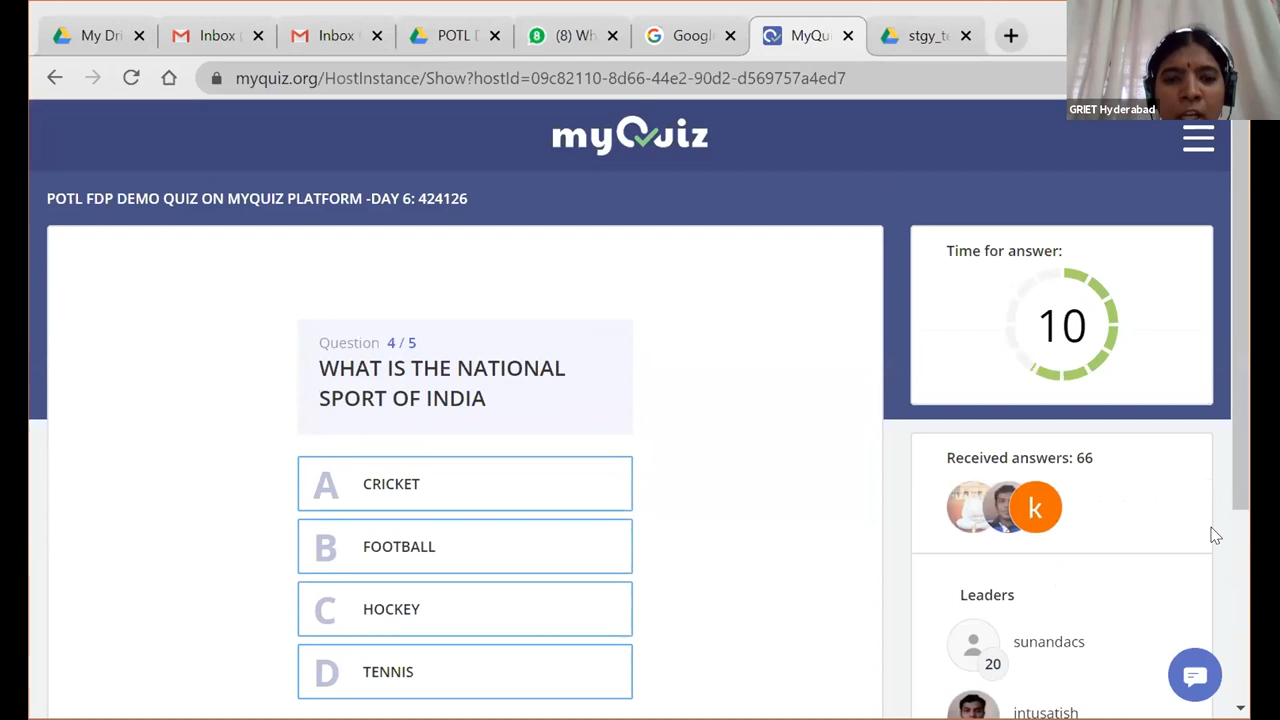 My Dri
Inbox
Inbox
POTL
(8) Wh
Google
MyQui
stgy_te
myquiz.org/HostInstance/Show?hostId=09c82110-8d66-44e2-90d2-d569757a4ed7
GRIET Hyderabad
myQuiz
POTL FDP DEMO QUIZ ON MYQUIZ PLATFORM -DAY 6: 424126
Time for answer:
10
Question 4 / 5
WHAT IS THE NATIONAL
SPORT OF INDIA
A CRICKET
B FOOTBALL
C HOCKEY
D TENNIS
Received answers: 66
k
Leaders
sunandacs
20
intusatish